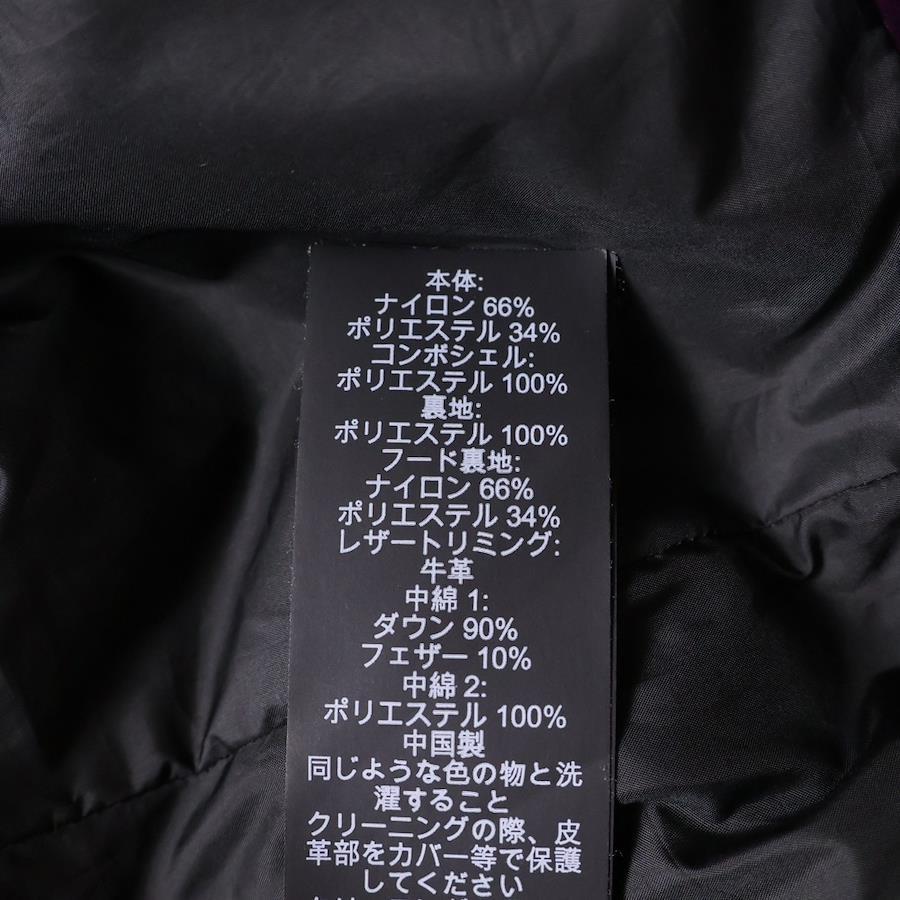 本体:
ナイロン 66%
ポリエステル 34%
コンボシェル:
ポリエステル 100%
裏地:
ポリエステル 100%
フード裏地:
ナイロン 66%
ポリエステル 34%
レザートリミング:
牛革
中綿 1:
ダウン 90%
フェザー 10%
中綿 2:
ポリエステル 100%
中国製
同じような色の物と洗
濯すること
クリーニングの際、皮
革部をカバー等で保護
してください